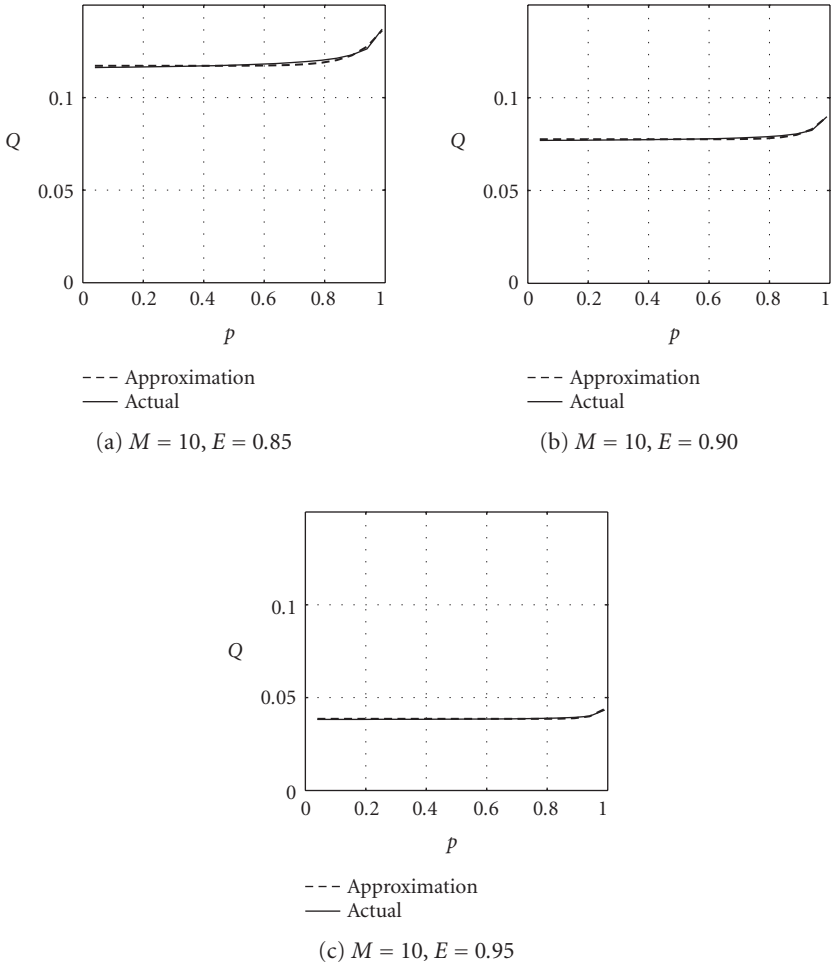 0.1
Q
0.05
0
0 0.2 0.4 0.6 0.8 1
p
Approximation
Actual
(a) M = 10, E = 0.85
0.1
Q
0.05
0
0 0.2 0.4 0.6 0.8 1
p
Approximation
Actual
(b) M = 10, E = 0.90
0.1
Q
0.05
0
0 0.2 0.4 0.6 0.8 1
p
Approximation
Actual
(c) M = 10, E = 0.95